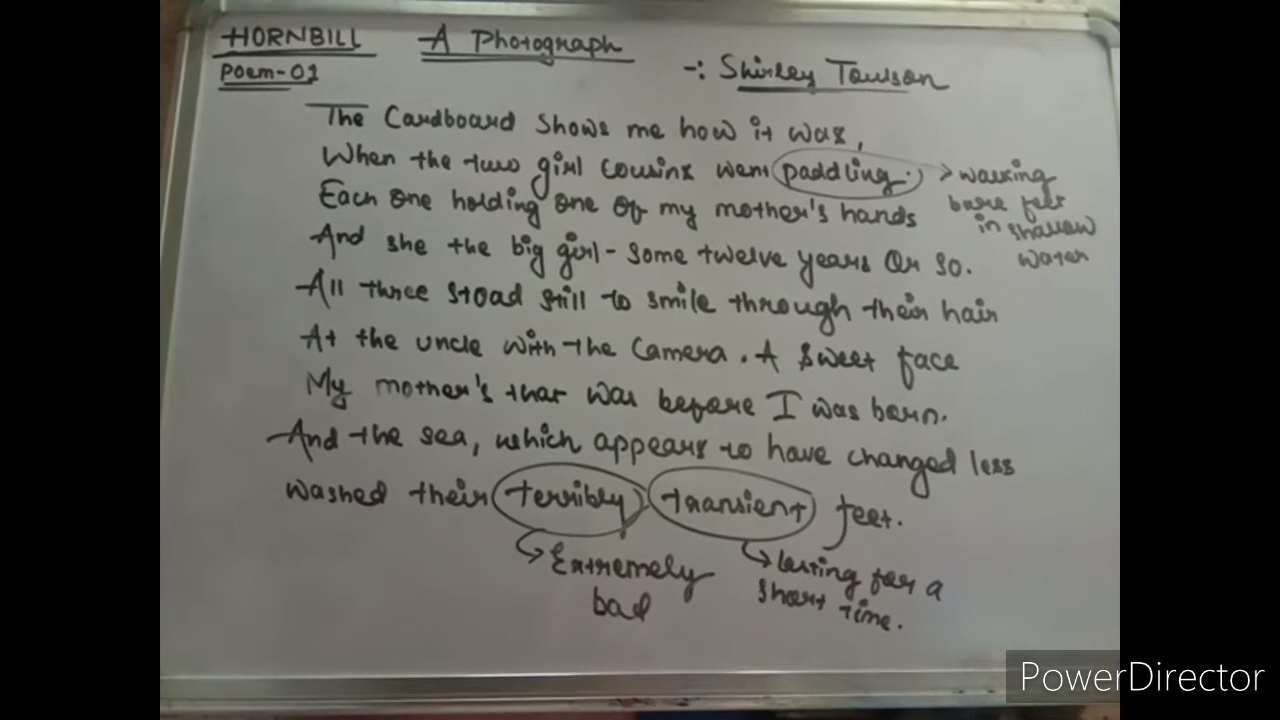 HORNBILL
A Photograph
Poem-01
-: Shirley Toulson
The Cardboard Shows me how it was,
When the two girl cousins went paddling.
Each one holding one of my mother's hands
And she the big girl - some twelve years Or so.
All three stood still to smile through their hair
At the uncle with the Camera. A Sweet face
My mother's that was before I was born.
And the sea, which appears to have changed less
washed their terribly transient feet.
> walking
bare feet
in shallow
water
Extremely
bad
lasting for a
short time.
PowerDirector